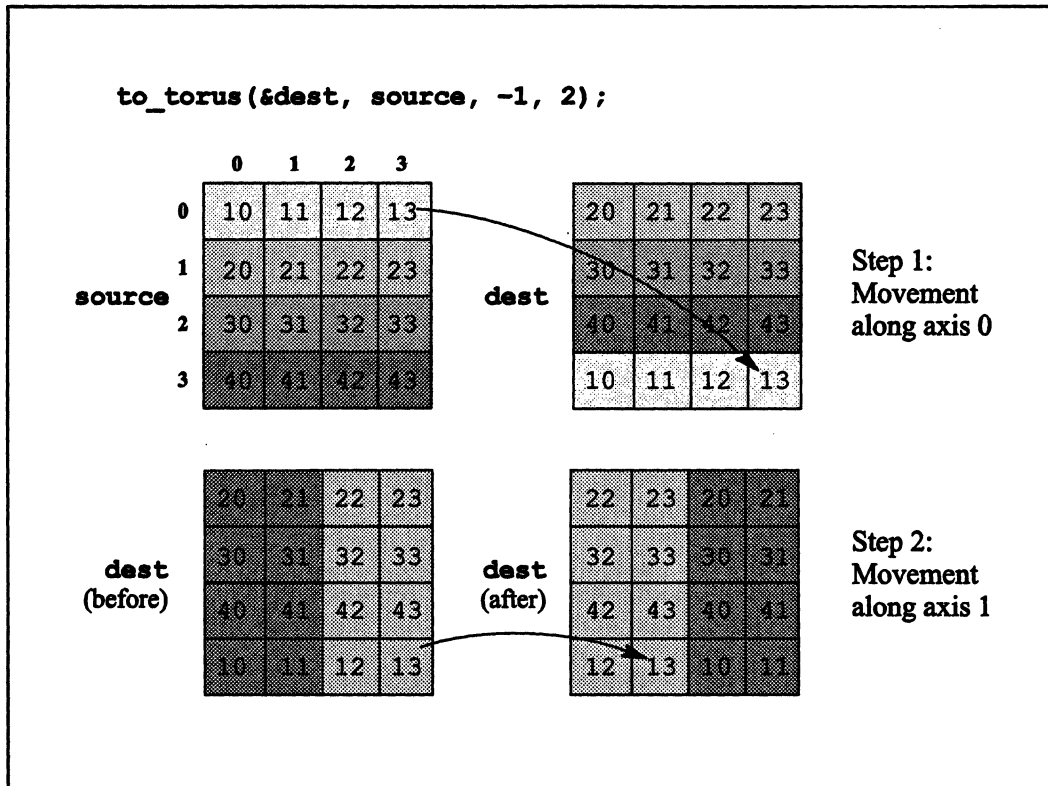 to_torus(&dest, source, -1, 2);
0 1 2 3
0 10 11 12 13
1 20 21 22 23
2 30 31 32 33
3 40 41 42 43
source
20 21 22 23
30 31 32 33
40 41 42 43
10 11 12 13
dest
Step 1:
Movement
along axis 0
20 21 22 23
30 31 32 33
40 41 42 43
10 11 12 13
dest
(before)
22 23 20 21
32 33 30 31
42 43 40 41
12 13 10 11
dest
(after)
Step 2:
Movement
along axis 1